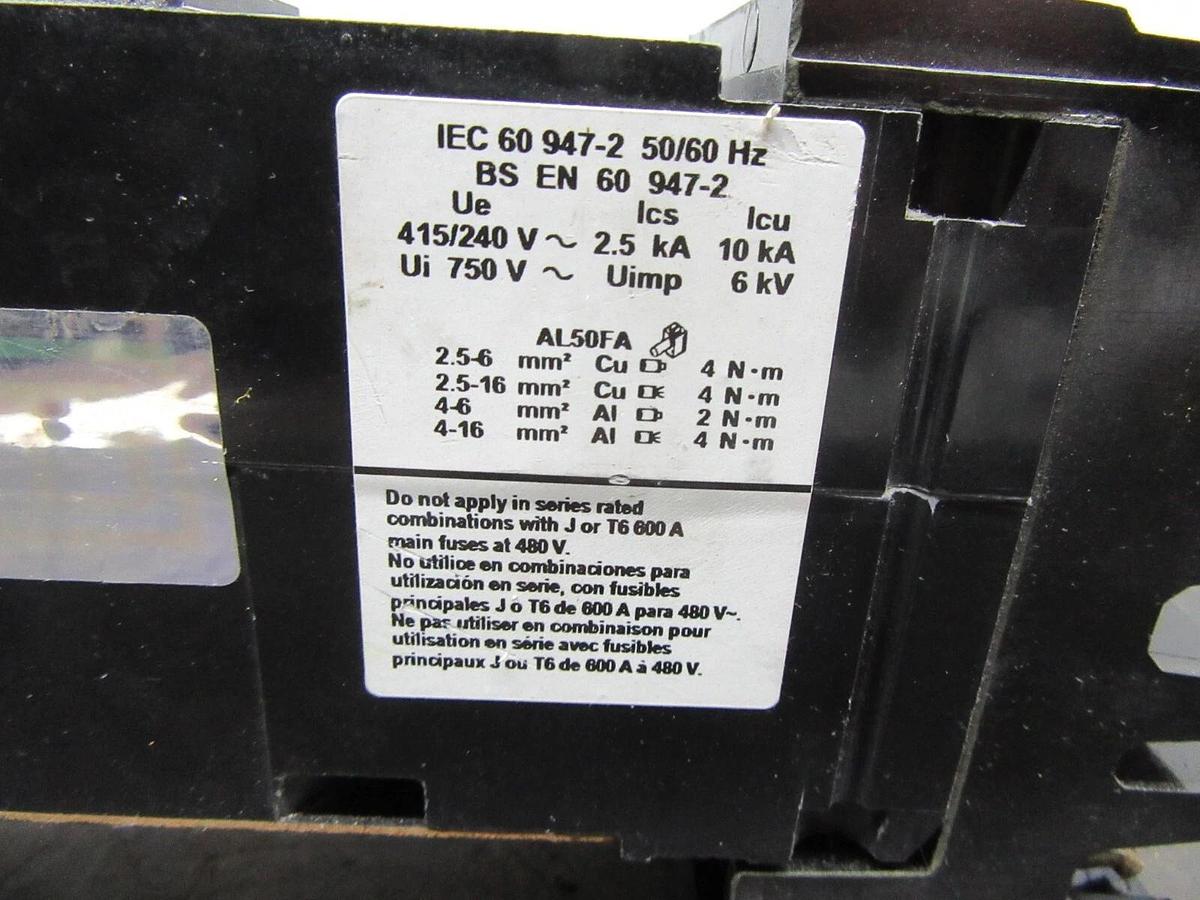 IEC 60 947-2 50/60 Hz
BS EN 60 947-2
Ue Ics Icu
415/240 V ~ 2.5 kA 10 kA
Ui 750 V ~ Uimp 6 kV
AL50FA
2.5-6 mm² Cu 4 N·m
2.5-16 mm² Cu 4 N·m
4-6 mm² Al 2 N·m
4-16 mm² Al 4 N·m
Do not apply in series rated
combinations with J or T6 600 A
main fuses at 480 V.
No utilice en combinaciones para
utilización en serie, con fusibles
principales J ó T6 de 600 A para 480 V~.
Ne pas utiliser en combinaison pour
utilisation en série avec fusibles
principaux J ou T6 de 600 A à 480 V.